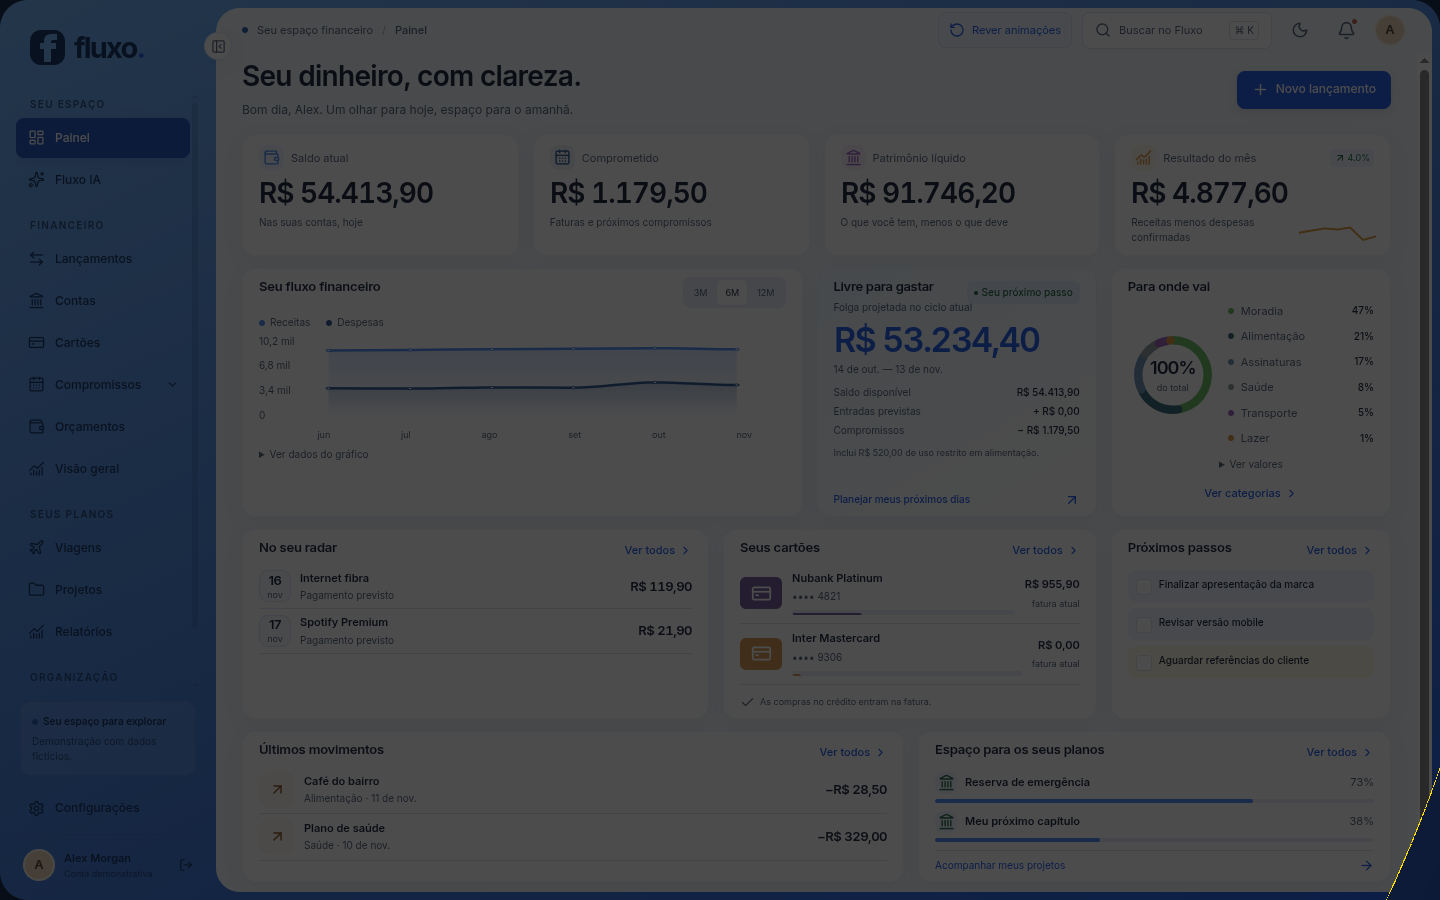 fluxo.
SEU ESPAÇO
Painel
Fluxo IA
FINANCEIRO
Lançamentos
Contas
Cartões
Compromissos
Orçamentos
Visão geral
SEUS PLANOS
Viagens
Projetos
Relatórios
ORGANIZAÇÃO
Seu espaço para explorar
Demonstração com dados
fictícios.
Configurações
A
Alex Morgan
Conta demonstrativa
Seu espaço financeiro / Painel
Rever animações
Buscar no Fluxo
⌘ K
A
Seu dinheiro, com clareza.
Bom dia, Alex. Um olhar para hoje, espaço para o amanhã.
Novo lançamento
Saldo atual
R$ 54.413,90
Nas suas contas, hoje
Comprometido
R$ 1.179,50
Faturas e próximos compromissos
Patrimônio líquido
R$ 91.746,20
O que você tem, menos o que deve
Resultado do mês
4.0%
R$ 4.877,60
Receitas menos despesas
confirmadas
Seu fluxo financeiro
3M 6M 12M
Receitas Despesas
10,2 mil
6,8 mil
3,4 mil
0
jun jul ago set out nov
Ver dados do gráfico
Livre para gastar
Seu próximo passo
Folga projetada no ciclo atual
R$ 53.234,40
14 de out. — 13 de nov.
Saldo disponível R$ 54.413,90
Entradas previstas + R$ 0,00
Compromissos − R$ 1.179,50
Inclui R$ 520,00 de uso restrito em alimentação.
Planejar meus próximos dias
Para onde vai
100%
do total
Moradia 47%
Alimentação 21%
Assinaturas 17%
Saúde 8%
Transporte 5%
Lazer 1%
Ver valores
Ver categorias
No seu radar
Ver todos
16 nov
Internet fibra
Pagamento previsto
R$ 119,90
17 nov
Spotify Premium
Pagamento previsto
R$ 21,90
Seus cartões
Ver todos
Nubank Platinum
•••• 4821
R$ 955,90
fatura atual
Inter Mastercard
•••• 9306
R$ 0,00
fatura atual
As compras no crédito entram na fatura.
Próximos passos
Ver todos
Finalizar apresentação da marca
Revisar versão mobile
Aguardar referências do cliente
Últimos movimentos
Ver todos
Café do bairro
Alimentação · 11 de nov.
−R$ 28,50
Plano de saúde
Saúde · 10 de nov.
−R$ 329,00
Espaço para os seus planos
Ver todos
Reserva de emergência 73%
Meu próximo capítulo 38%
Acompanhar meus projetos